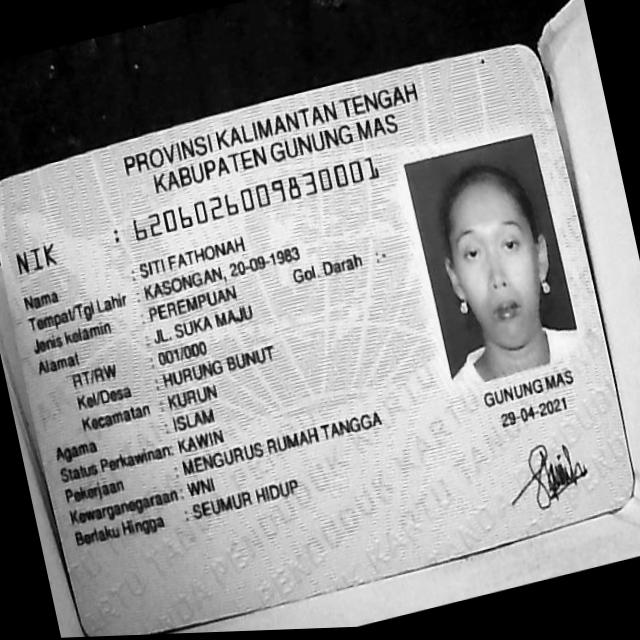 PROVINSI KALIMANTAN TENGAH
KABUPATEN GUNUNG MAS
NIK : 6206026009830001
Nama : SITI FATHONAH
Tempat/Tgl Lahir : KASONGAN, 20-09-1983
Jenis kelamin : PEREMPUAN Gol. Darah : -
Alamat : JL. SUKA MAJU
RT/RW : 001/000
Kel/Desa : HURUNG BUNUT
Kecamatan : KURUN
Agama : ISLAM
Status Perkawinan: KAWIN
Pekerjaan : MENGURUS RUMAH TANGGA
Kewarganegaraan: WNI
Berlaku Hingga : SEUMUR HIDUP
GUNUNG MAS
29-04-2021